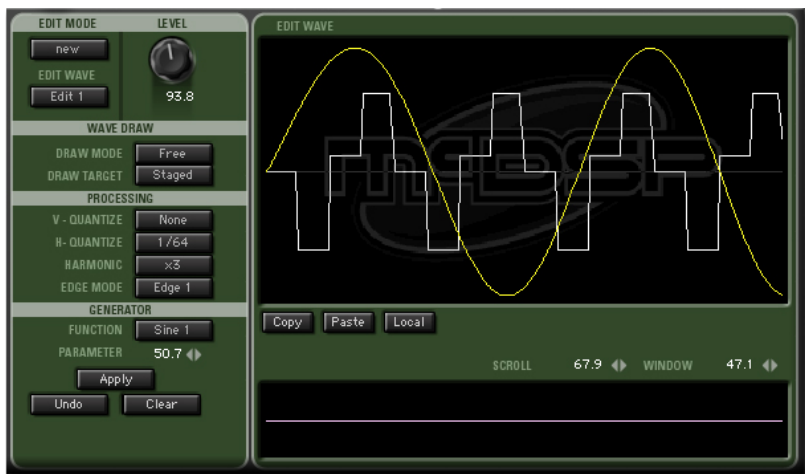 EDIT MODE
LEVEL
new
EDIT WAVE
Edit 1
93.8
WAVE DRAW
DRAW MODE Free
DRAW TARGET Staged
PROCESSING
V - QUANTIZE None
H- QUANTIZE 1/64
HARMONIC x3
EDGE MODE Edge 1
GENERATOR
FUNCTION Sine 1
PARAMETER 50.7
Apply
Undo Clear
EDIT WAVE
McDSP
Copy Paste Local
SCROLL 67.9 WINDOW 47.1